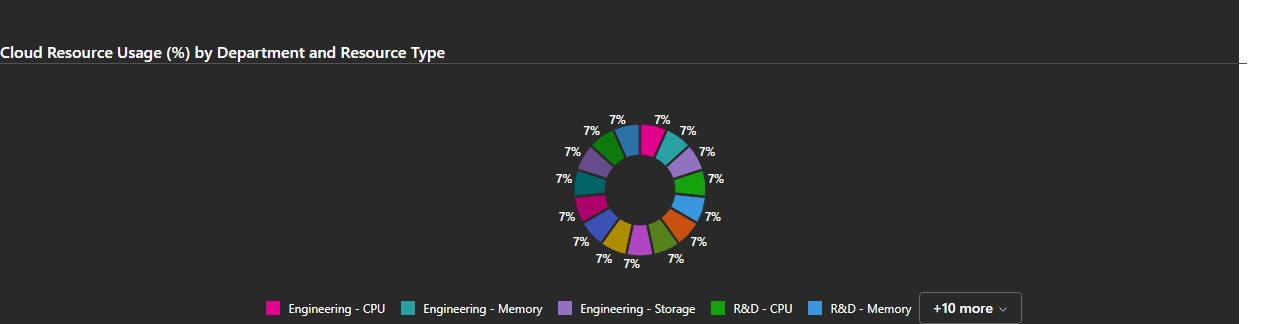 Cloud Resource Usage (%) by Department and Resource Type
7% 7%
7% 7%
7% 7%
7% 7%
7% 7%
7% 7%
7% 7% 7%
Engineering - CPU Engineering - Memory Engineering - Storage R&D - CPU R&D - Memory +10 more